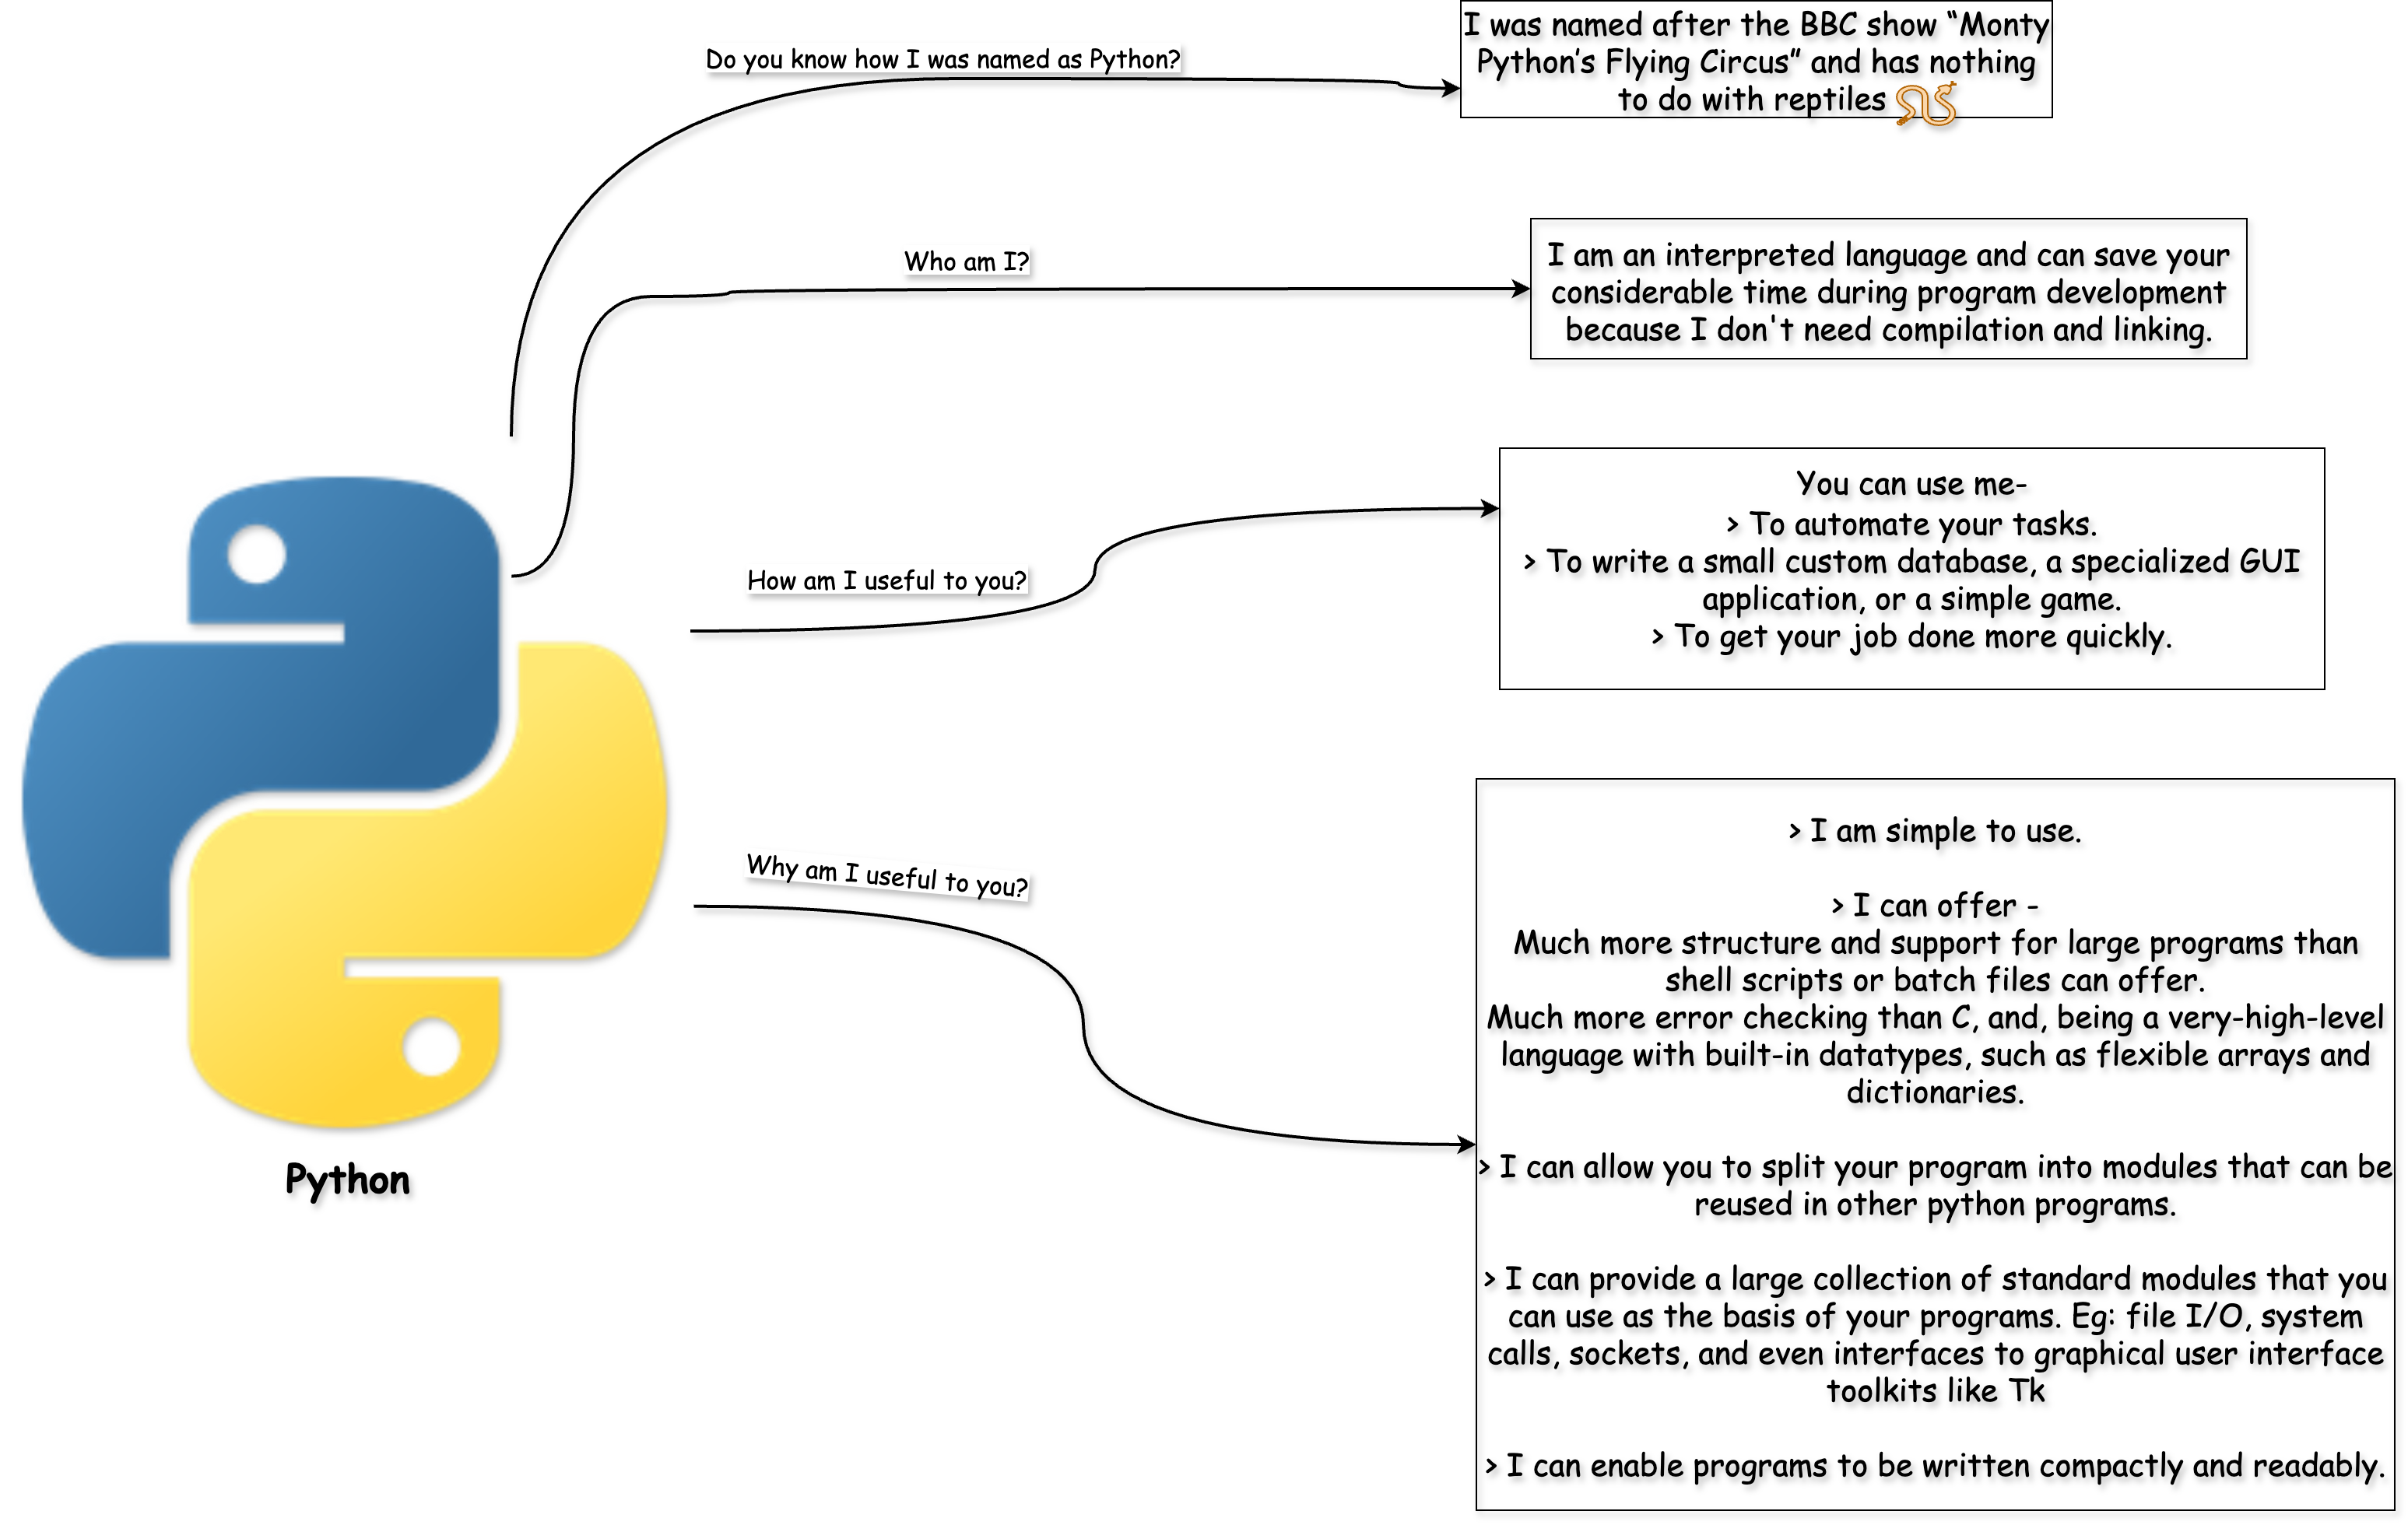 Do you know how I was named as Python?
I was named after the BBC show “Monty
Python’s Flying Circus” and has nothing
to do with reptiles
Who am I?
I am an interpreted language and can save your
considerable time during program development
because I don't need compilation and linking.
How am I useful to you?
You can use me-
> To automate your tasks.
> To write a small custom database, a specialized GUI
application, or a simple game.
> To get your job done more quickly.
Why am I useful to you?
> I am simple to use.
> I can offer -
Much more structure and support for large programs than
shell scripts or batch files can offer.
Much more error checking than C, and, being a very-high-level
language with built-in datatypes, such as flexible arrays and
dictionaries.
> I can allow you to split your program into modules that can be
reused in other python programs.
> I can provide a large collection of standard modules that you
can use as the basis of your programs. Eg: file I/O, system
calls, sockets, and even interfaces to graphical user interface
toolkits like Tk
> I can enable programs to be written compactly and readably.
Python